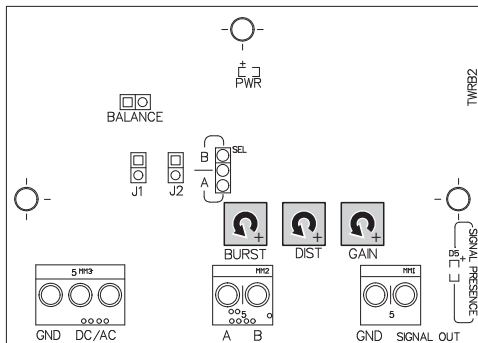 +
PWR
TWRB2
BALANCE
B SEL
A
J1 J2
BURST DIST GAIN
D5 +
SIGNAL PRESENCE
5 MM3
MM2
5
MM1
5
GND DC/AC
A B
GND SIGNAL OUT